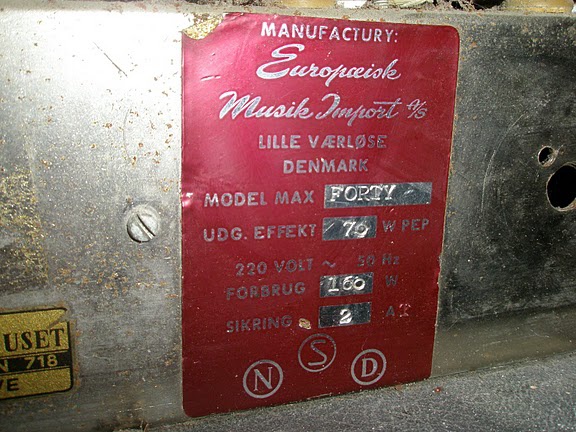 MANUFACTURY:
Europæisk
Musik Import A/S
LILLE VÆRLØSE
DENMARK
MODEL MAX FORTY
UDG. EFFEKT 70 W PEP
220 VOLT ~ 50 Hz
FORBRUG 160 W
SIKRING 2 AT
S
N D
USET
N 718
VE